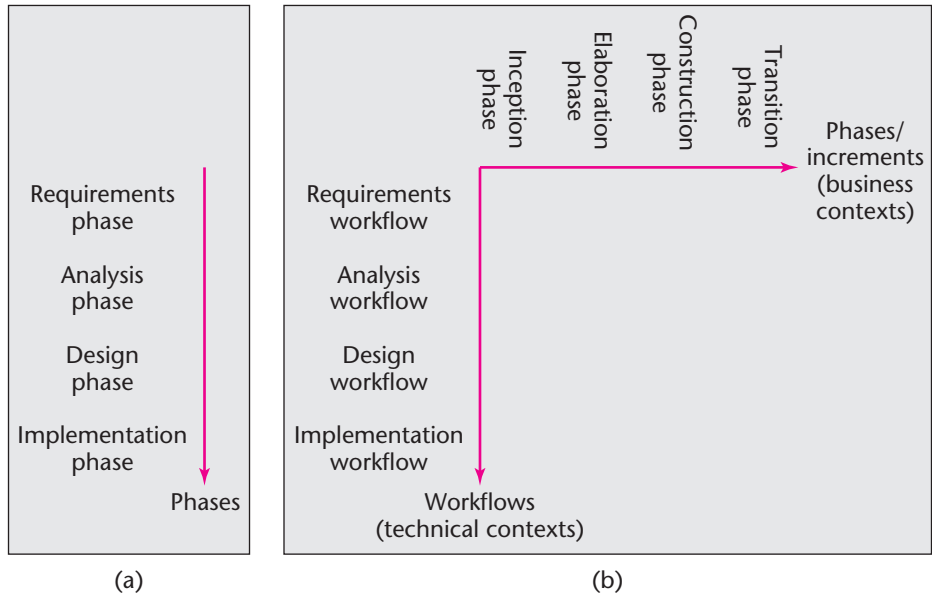 Requirements
phase
Analysis
phase
Design
phase
Implementation
phase
Phases
(a)
Inception
phase
Elaboration
phase
Construction
phase
Transition
phase
Phases/
increments
(business
contexts)
Requirements
workflow
Analysis
workflow
Design
workflow
Implementation
workflow
Workflows
(technical contexts)
(b)